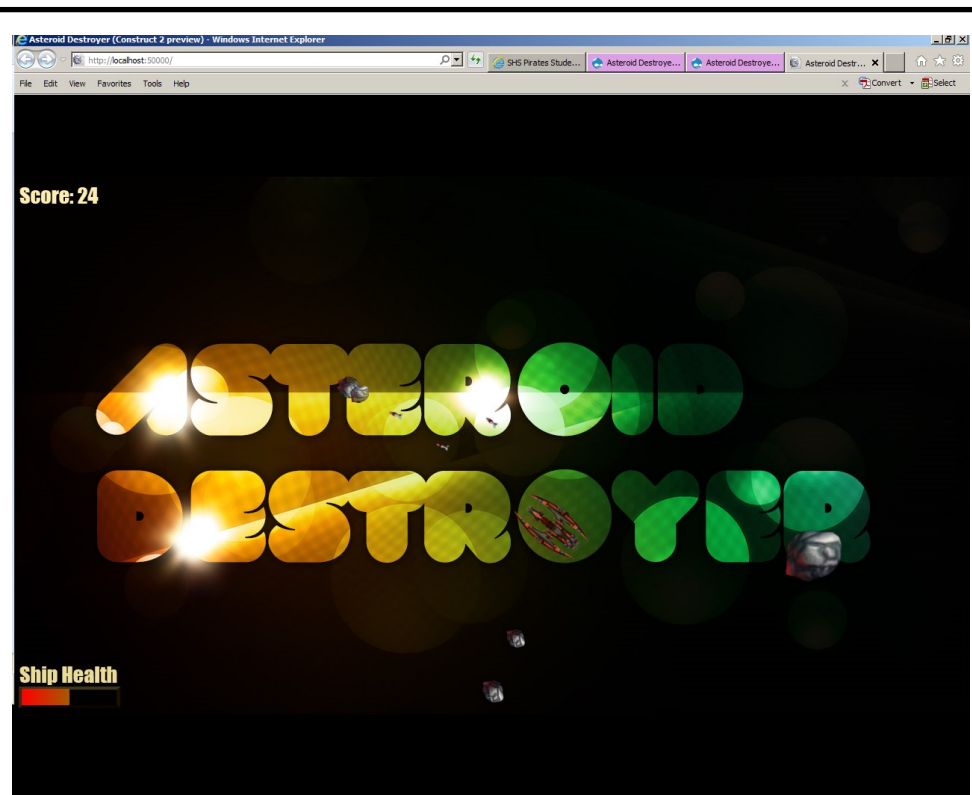 Asteroid Destroyer (Construct 2 preview) - Windows Internet Explorer
http://localhost:50000/
SHS Pirates Stude... Asteroid Destroye... Asteroid Destroye... Asteroid Destr...
File Edit View Favorites Tools Help
Convert Select
Score: 24
ASTEROID
DESTROYER
Ship Health